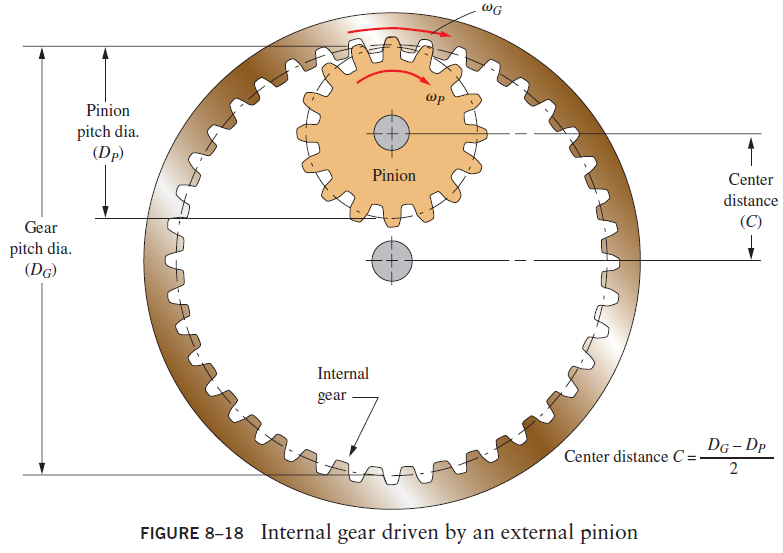 ωG
ωP
Pinion
pitch dia.
(DP)
Pinion
Center
distance
(C)
Gear
pitch dia.
(DG)
Internal
gear
Center distance C = DG – DP
2
FIGURE 8–18 Internal gear driven by an external pinion